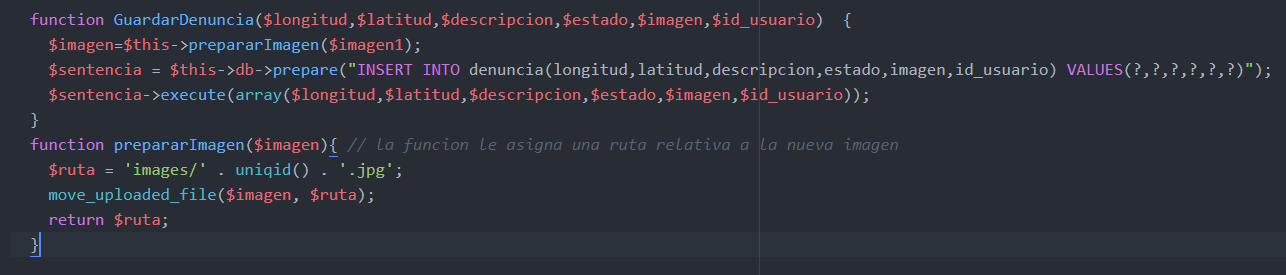 function GuardarDenuncia($longitud,$latitud,$descripcion,$estado,$imagen,$id_usuario)  {
  $imagen=$this->prepararImagen($imagen1);
  $sentencia = $this->db->prepare("INSERT INTO denuncia(longitud,latitud,descripcion,estado,imagen,id_usuario) VALUES(?,?,?,?,?,?)");
  $sentencia->execute(array($longitud,$latitud,$descripcion,$estado,$imagen,$id_usuario));
}
function prepararImagen($imagen){ // la funcion le asigna una ruta relativa a la nueva imagen
  $ruta = 'images/' . uniqid() . '.jpg';
  move_uploaded_file($imagen, $ruta);
  return $ruta;
}